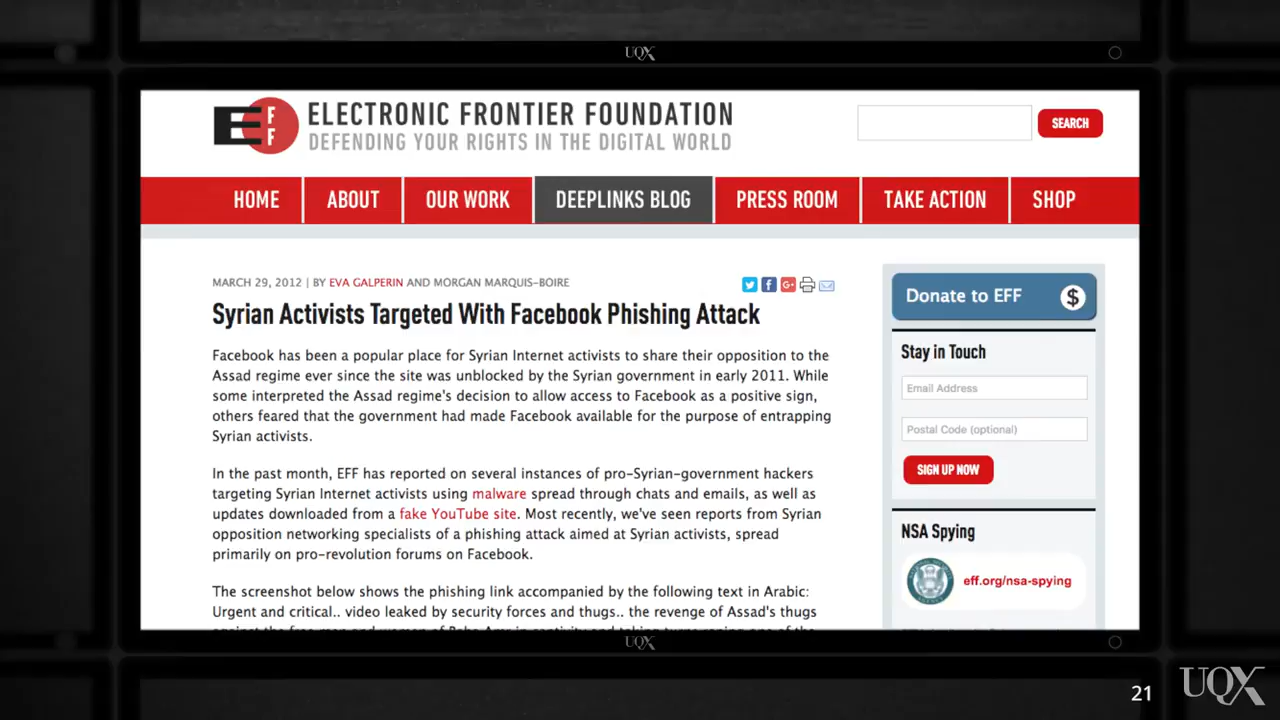 UQX
EFF
ELECTRONIC FRONTIER FOUNDATION
DEFENDING YOUR RIGHTS IN THE DIGITAL WORLD
SEARCH
HOME
ABOUT
OUR WORK
DEEPLINKS BLOG
PRESS ROOM
TAKE ACTION
SHOP
MARCH 29, 2012 | BY EVA GALPERIN AND MORGAN MARQUIS-BOIRE
Syrian Activists Targeted With Facebook Phishing Attack
Facebook has been a popular place for Syrian Internet activists to share their opposition to the
Assad regime ever since the site was unblocked by the Syrian government in early 2011. While
some interpreted the Assad regime's decision to allow access to Facebook as a positive sign,
others feared that the government had made Facebook available for the purpose of entrapping
Syrian activists.
In the past month, EFF has reported on several instances of pro-Syrian-government hackers
targeting Syrian Internet activists using malware spread through chats and emails, as well as
updates downloaded from a fake YouTube site. Most recently, we've seen reports from Syrian
opposition networking specialists of a phishing attack aimed at Syrian activists, spread
primarily on pro-revolution forums on Facebook.
The screenshot below shows the phishing link accompanied by the following text in Arabic:
Urgent and critical.. video leaked by security forces and thugs.. the revenge of Assad's thugs
Donate to EFF $
Stay in Touch
Email Address
Postal Code (optional)
SIGN UP NOW
NSA Spying
eff.org/nsa-spying
UQX
21
UQX